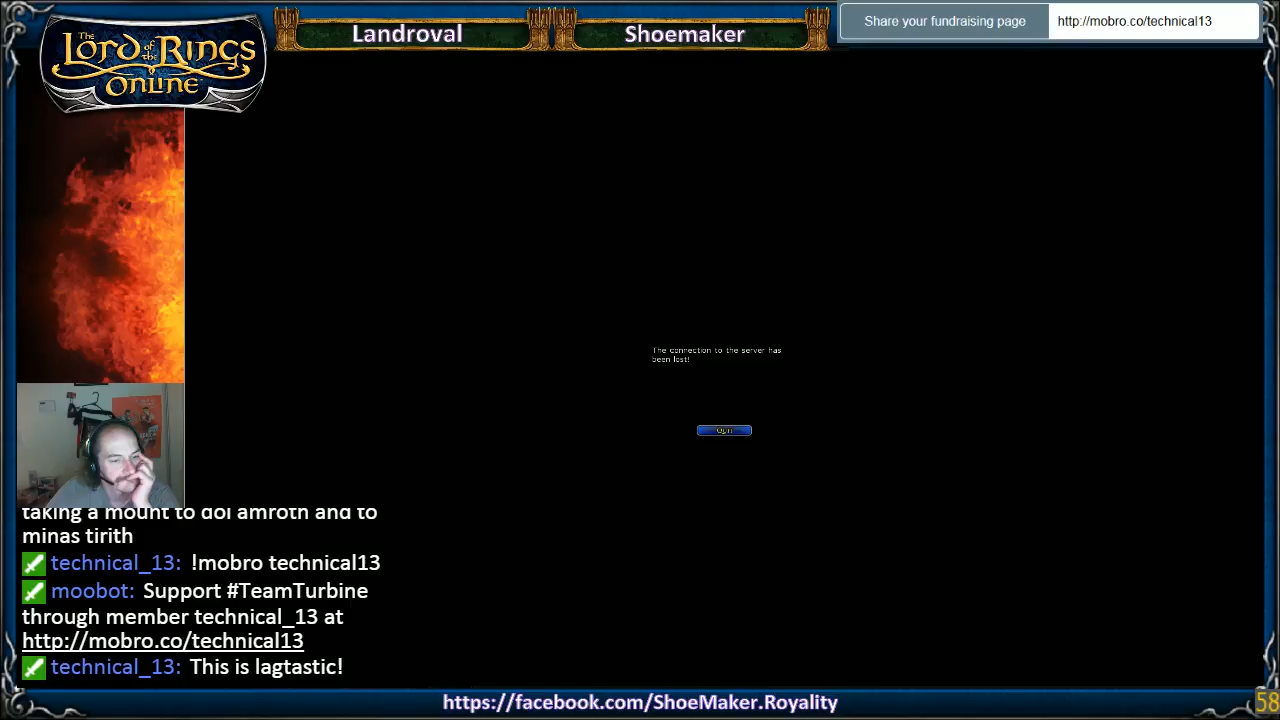 The
Lord of the Rings
Online
Landroval
Shoemaker
Share your fundraising page
http://mobro.co/technical13
The connection to the server has
been lost!
Quit
taking a mount to dol amroth and to
minas tirith
technical_13: !mobro technical13
moobot: Support #TeamTurbine
through member technical_13 at
http://mobro.co/technical13
technical_13: This is lagtastic!
https://facebook.com/ShoeMaker.Royality
58